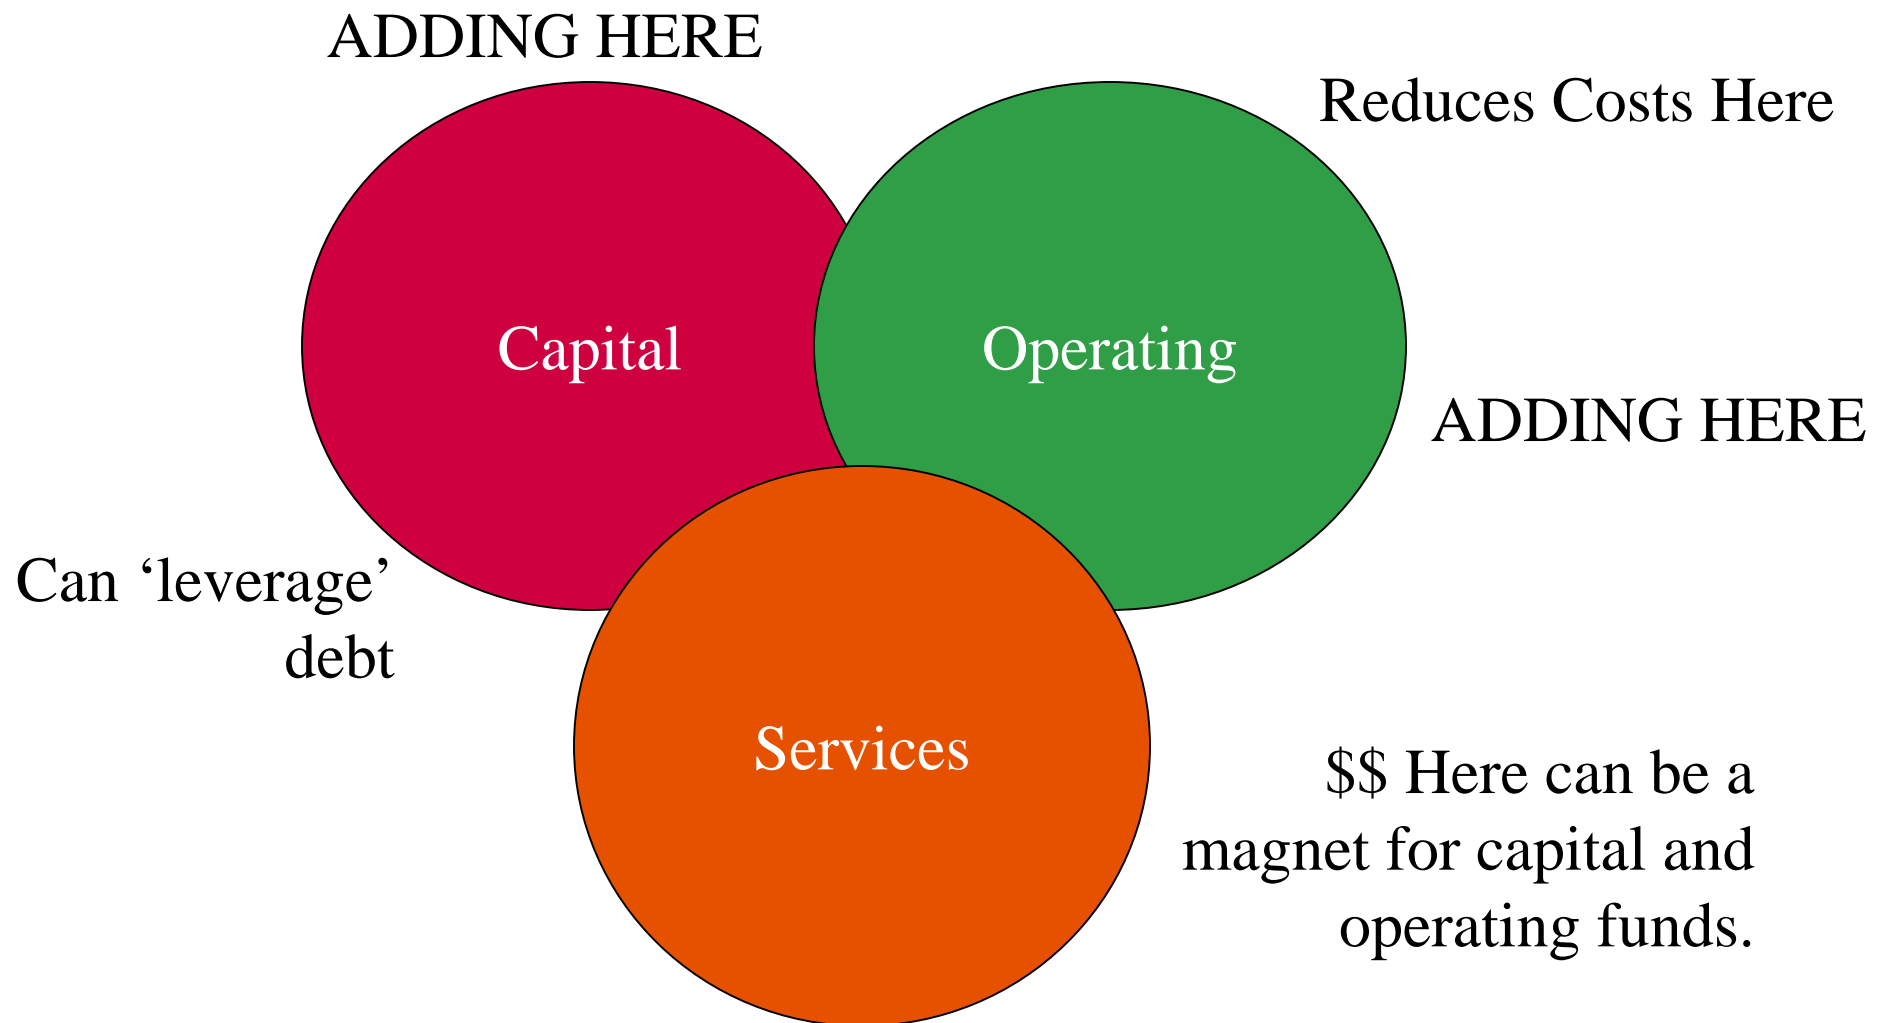 ADDING HERE
Reduces Costs Here
Capital
Operating
ADDING HERE
Can ‘leverage’
debt
Services
$$ Here can be a
magnet for capital and
operating funds.